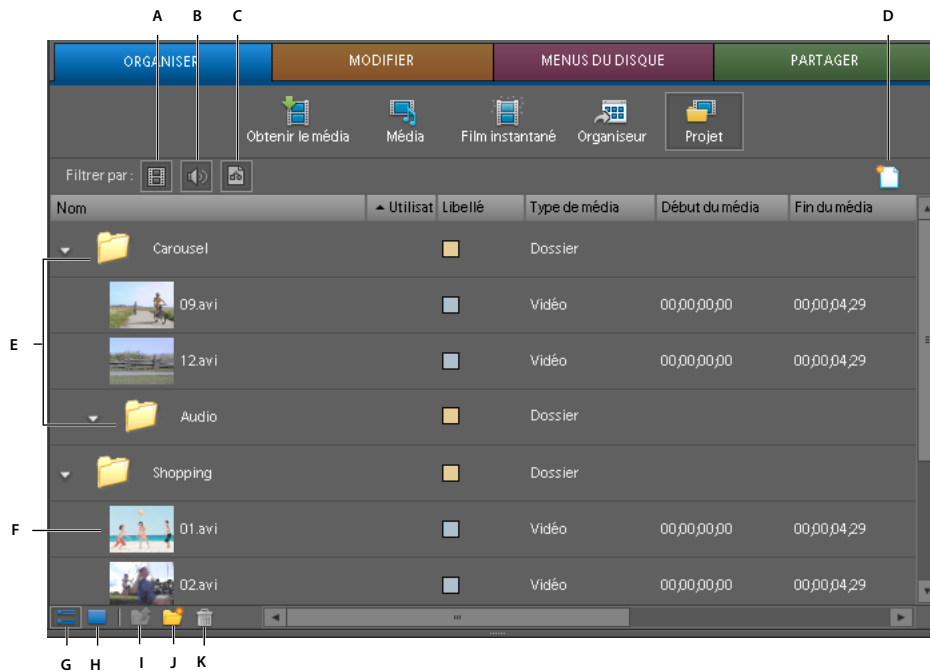 A B C D
ORGANISER MODIFIER MENUS DU DISQUE PARTAGER
Obtenir le média Média Film instantané Organiseur Projet
Filtrer par :
Nom Utilisat Libellé Type de média Début du média Fin du média
Carousel Dossier
09.avi Vidéo 00;00;00;00 00;00;04;29
E
12.avi Vidéo 00;00;00;00 00;00;04;29
Audio Dossier
Shopping Dossier
F 01.avi Vidéo 00;00;00;00 00;00;04;29
02.avi Vidéo 00;00;00;00 00;00;04;29
G H I J K